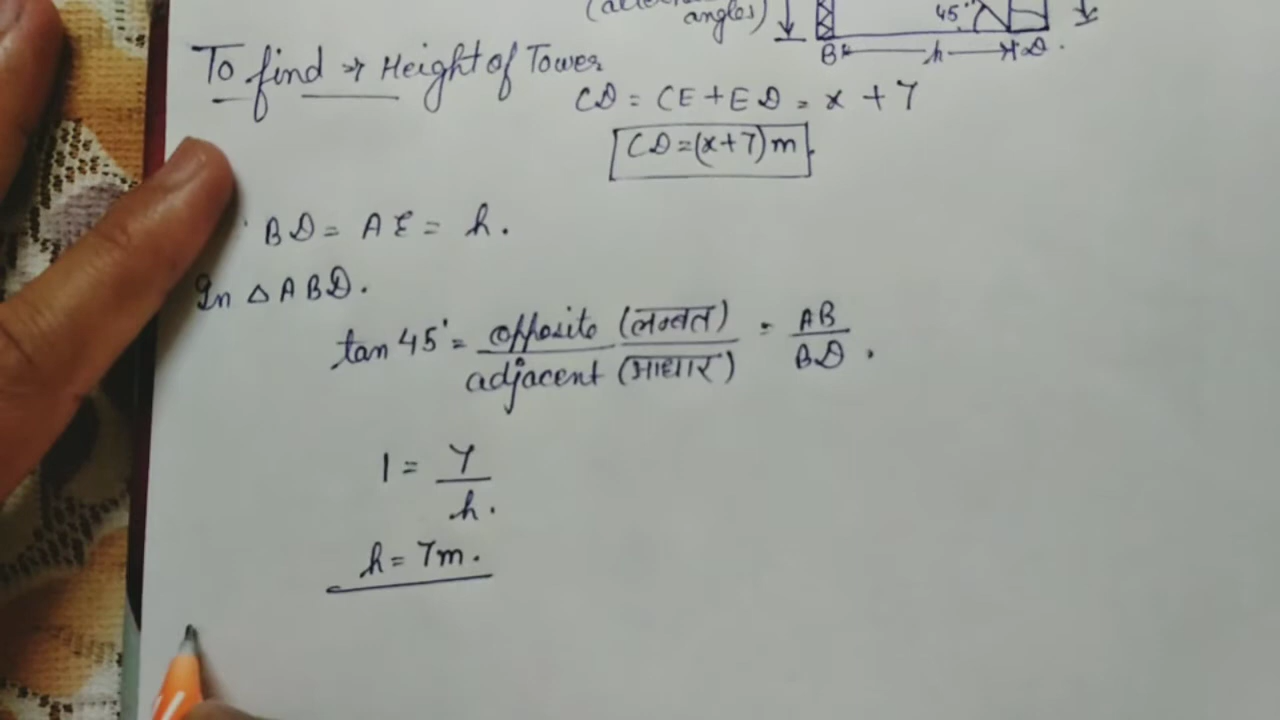 angles)
45°
B h D.
To find → Height of Tower
CD = CE + ED = x + 7
CD = (x+7) m.
BD = AE = h.
In △ ABD.
tan 45° = opposite (लम्बत) / adjacent (आधार) = AB / BD.
1 = 7 / h.
h = 7m.